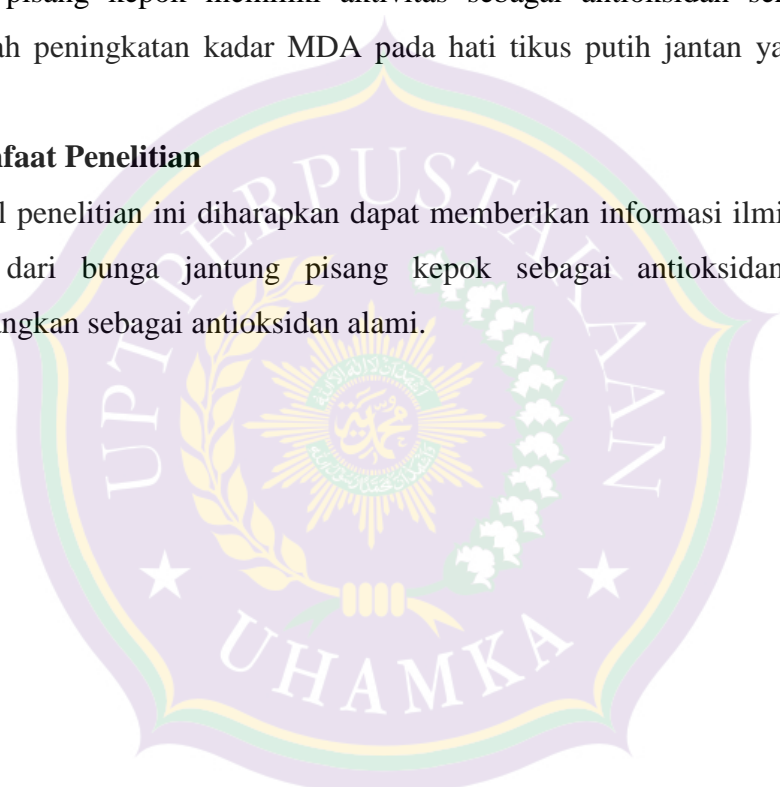 pisang kepok memiliki aktivitas sebagai antioksidan se
ah peningkatan kadar MDA pada hati tikus putih jantan ya
nfaat Penelitian
l penelitian ini diharapkan dapat memberikan informasi ilmi
dari bunga jantung pisang kepok sebagai antioksidan
angkan sebagai antioksidan alami.
UPT PERPUSTAKAAN
محمدية
UHAMKA